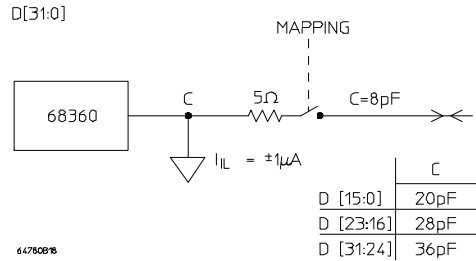 D[31:0]
MAPPING
C
5Ω
C=8pF
68360
I_IL = ±1µA
C
D [15:0] 20pF
D [23:16] 28pF
D [31:24] 36pF
64780B18